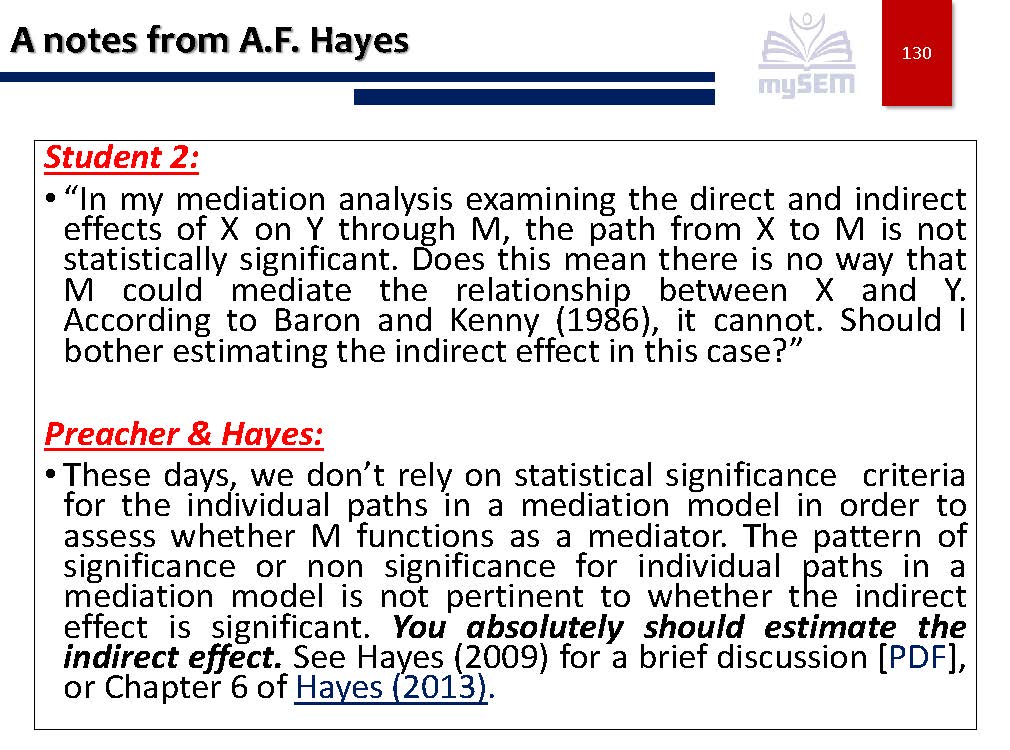 A notes from A.F. Hayes
mySEM
130
Student 2:
• “In my mediation analysis examining the direct and indirect
effects of X on Y through M, the path from X to M is not
statistically significant. Does this mean there is no way that
M could mediate the relationship between X and Y.
According to Baron and Kenny (1986), it cannot. Should I
bother estimating the indirect effect in this case?”
Preacher & Hayes:
• These days, we don’t rely on statistical significance criteria
for the individual paths in a mediation model in order to
assess whether M functions as a mediator. The pattern of
significance or non significance for individual paths in a
mediation model is not pertinent to whether the indirect
effect is significant. You absolutely should estimate the
indirect effect. See Hayes (2009) for a brief discussion [PDF],
or Chapter 6 of Hayes (2013).